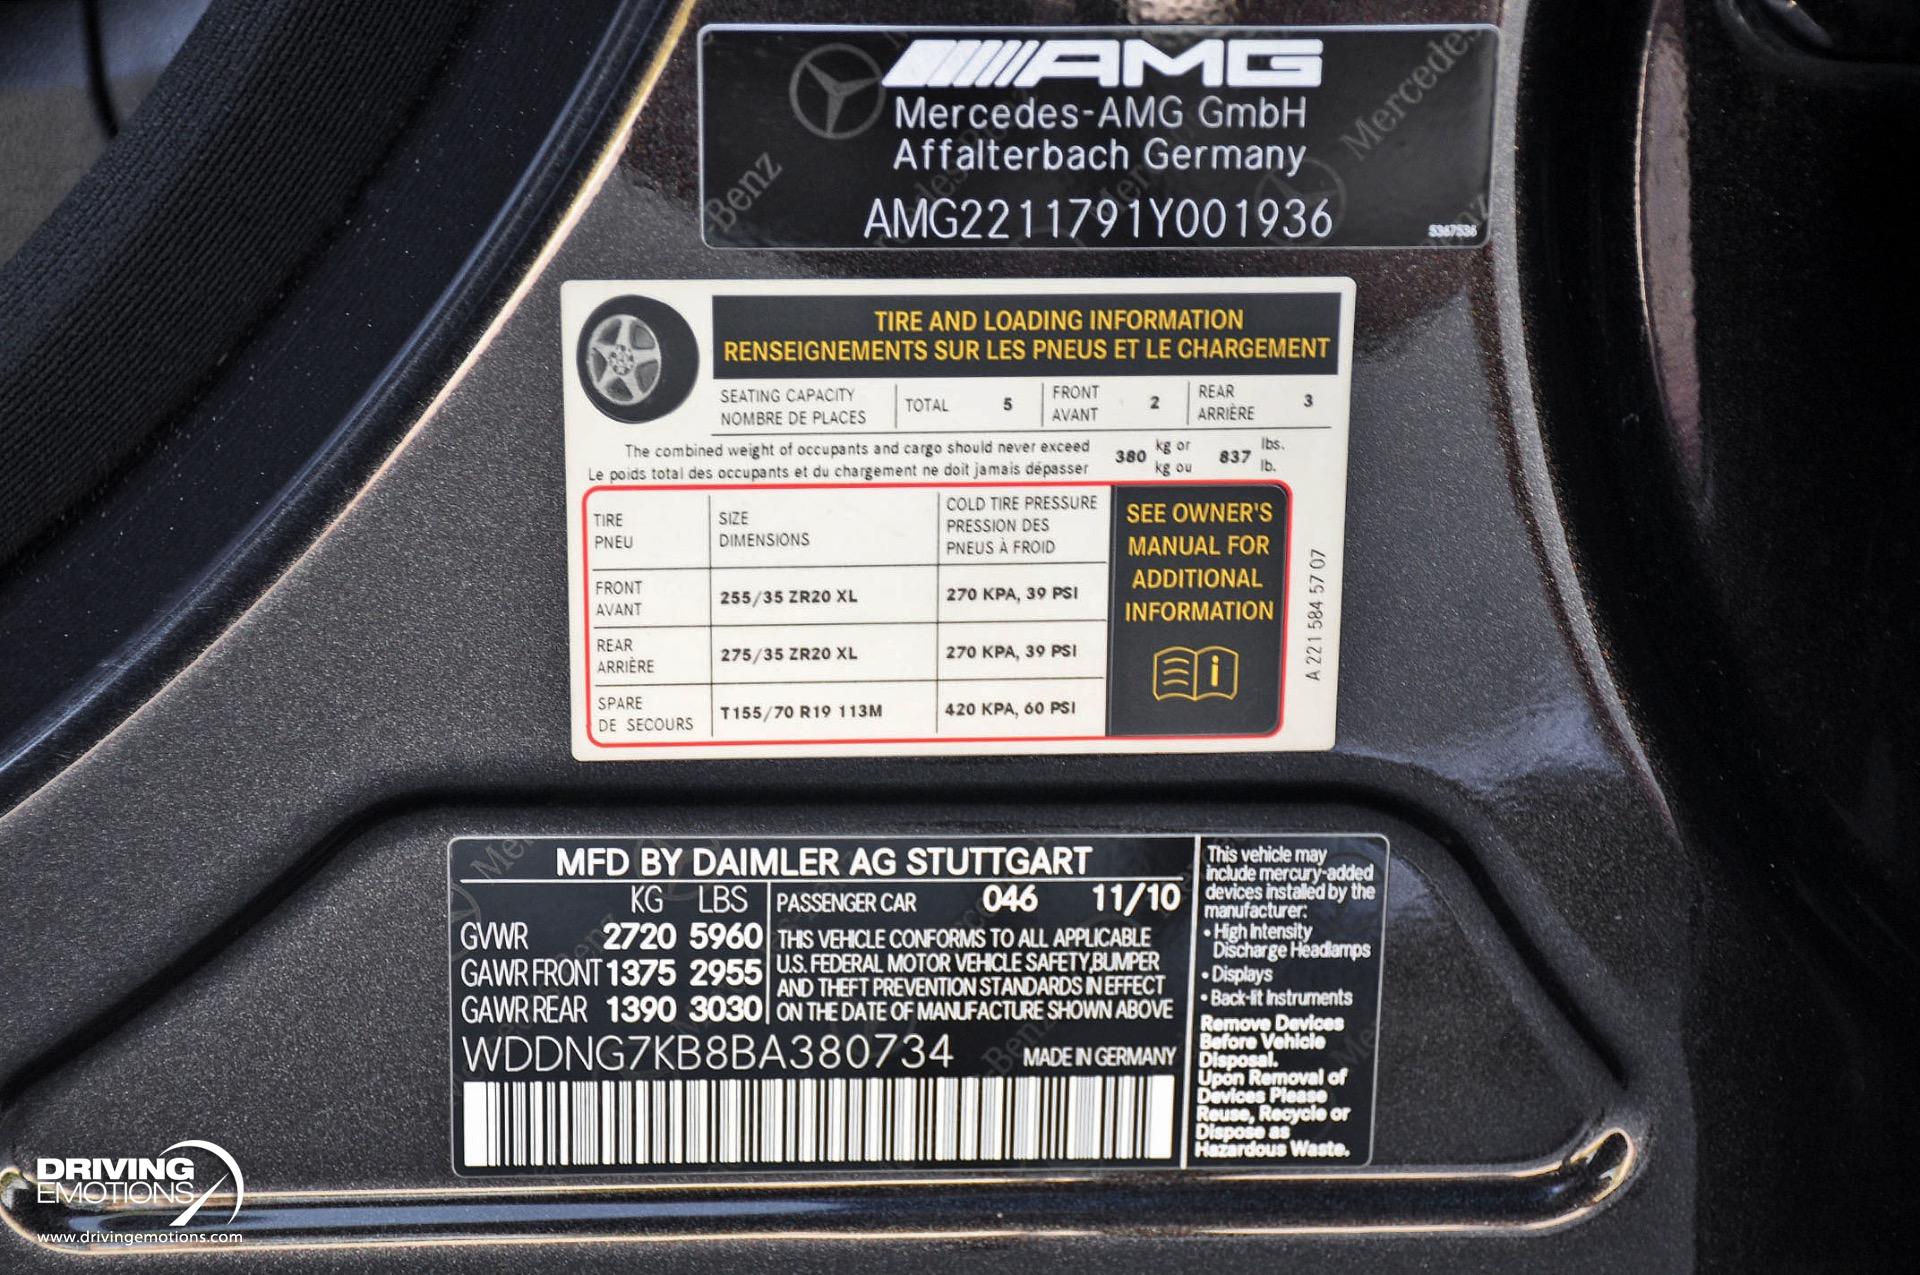 AMG
Mercedes-AMG GmbH
Affalterbach Germany
AMG2211791Y001936
5367536
TIRE AND LOADING INFORMATION
RENSEIGNEMENTS SUR LES PNEUS ET LE CHARGEMENT
SEATING CAPACITY
NOMBRE DE PLACES
TOTAL 5
FRONT
AVANT
2
REAR
ARRIÈRE
3
The combined weight of occupants and cargo should never exceed
Le poids total des occupants et du chargement ne doit jamais dépasser
380 kg or
kg ou
837 lbs.
lb.
TIRE
PNEU
SIZE
DIMENSIONS
COLD TIRE PRESSURE
PRESSION DES
PNEUS À FROID
FRONT
AVANT
255/35 ZR20 XL
270 KPA, 39 PSI
REAR
ARRIÈRE
275/35 ZR20 XL
270 KPA, 39 PSI
SPARE
DE SECOURS
T155/70 R19 113M
420 KPA, 60 PSI
SEE OWNER'S
MANUAL FOR
ADDITIONAL
INFORMATION
A 221 584 57 07
MFD BY DAIMLER AG STUTTGART
KG LBS
GVWR 2720 5960
GAWR FRONT 1375 2955
GAWR REAR 1390 3030
PASSENGER CAR 046 11/10
THIS VEHICLE CONFORMS TO ALL APPLICABLE
U.S. FEDERAL MOTOR VEHICLE SAFETY,BUMPER
AND THEFT PREVENTION STANDARDS IN EFFECT
ON THE DATE OF MANUFACTURE SHOWN ABOVE
WDDNG7KB8BA380734
MADE IN GERMANY
This vehicle may
include mercury-added
devices installed by the
manufacturer:
• High Intensity
Discharge Headlamps
• Displays
• Back-lit Instruments
Remove Devices
Before Vehicle
Disposal.
Upon Removal of
Devices Please
Reuse, Recycle or
Dispose as
Hazardous Waste.
DRIVING
EMOTIONS
www.drivingemotions.com